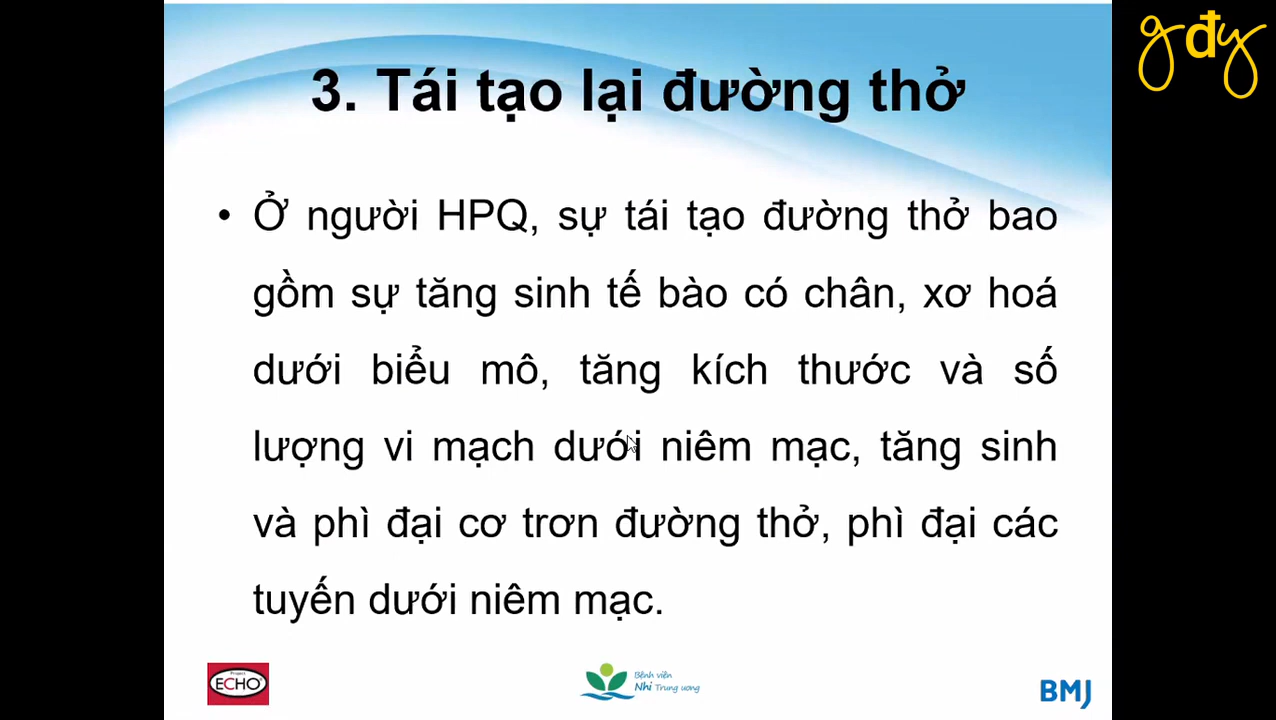 gđy
3. Tái tạo lại đường thở
• Ở người HPQ, sự tái tạo đường thở bao
gồm sự tăng sinh tế bào có chân, xơ hoá
dưới biểu mô, tăng kích thước và số
lượng vi mạch dưới niêm mạc, tăng sinh
và phì đại cơ trơn đường thở, phì đại các
tuyến dưới niêm mạc.
Project
ECHO
Bệnh viện
Nhi Trung ương
BMJ